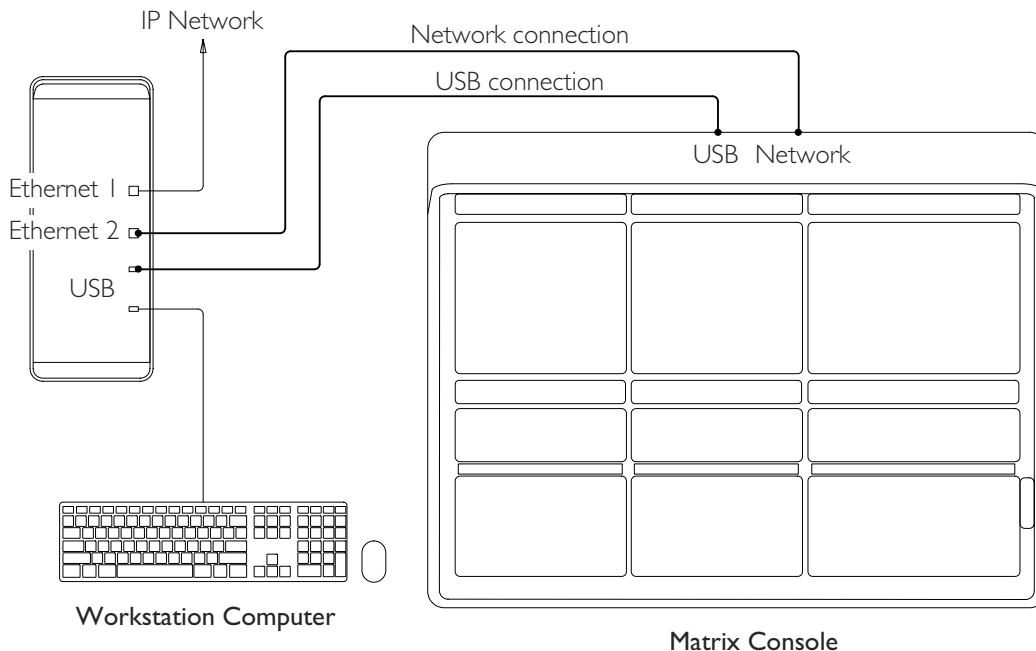 IP Network
Network connection
USB connection
USB Network
Ethernet 1
Ethernet 2
USB
Workstation Computer
Matrix Console